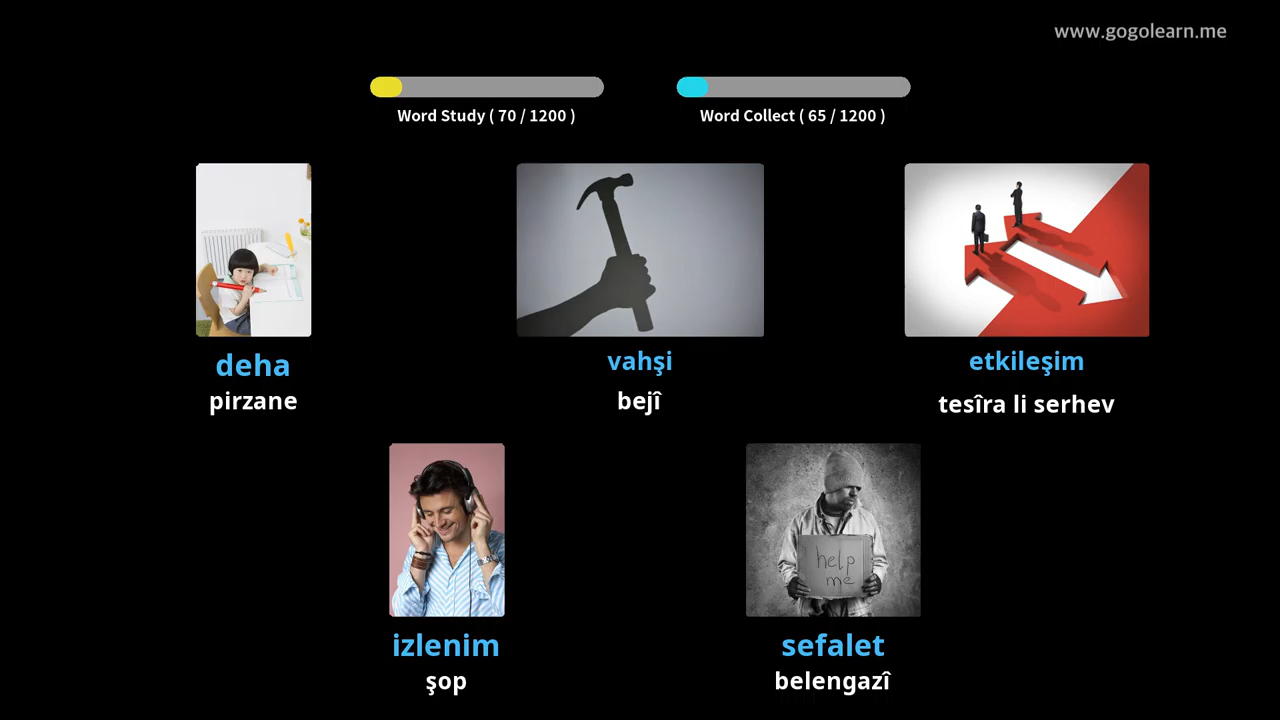 www.gogolearn.me
Word Study ( 70 / 1200 )
Word Collect ( 65 / 1200 )
deha
pirzane
vahşi
bejî
etkileşim
tesîra li serhev
izlenim
şop
help
me
sefalet
belengazî